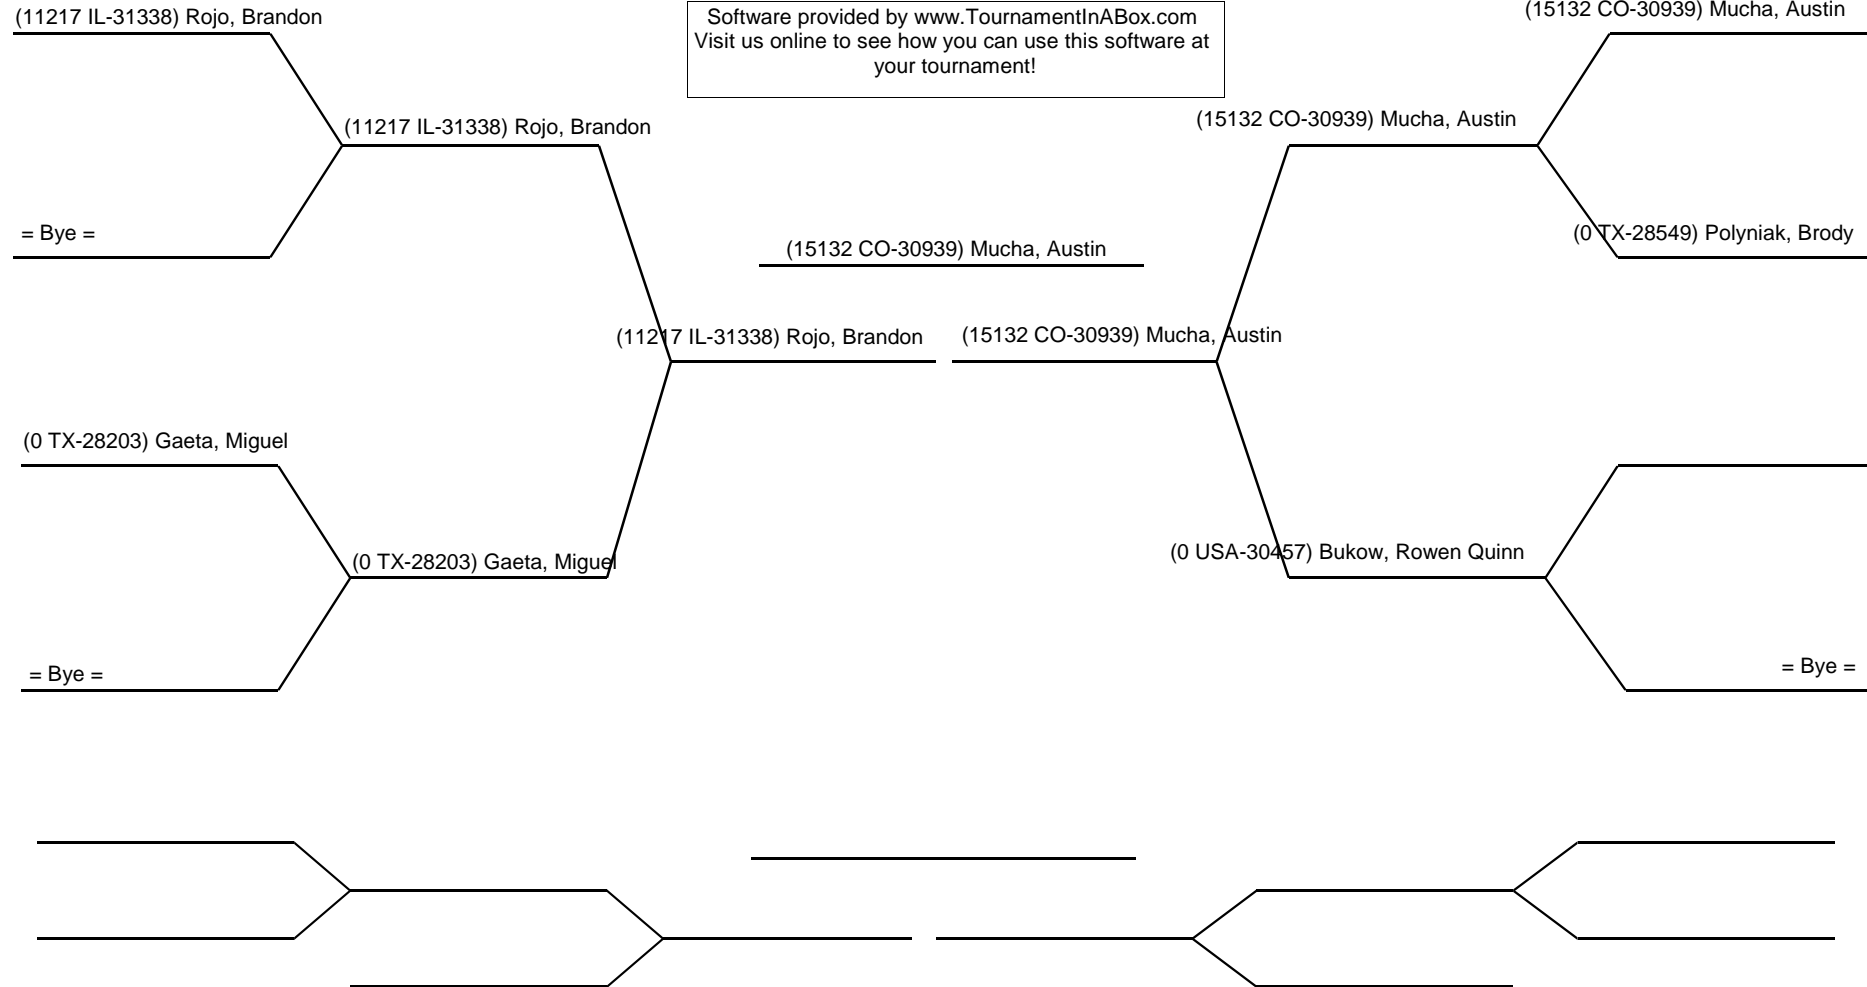 (11217 IL-31338) Rojo, Brandon
Software provided by www.TournamentInABox.com
Visit us online to see how you can use this software at
your tournament!
(15132 CO-30939) Mucha, Austin
(11217 IL-31338) Rojo, Brandon
(15132 CO-30939) Mucha, Austin
= Bye =
(15132 CO-30939) Mucha, Austin
(0 TX-28549) Polyniak, Brody
(11217 IL-31338) Rojo, Brandon
(15132 CO-30939) Mucha, Austin
(0 TX-28203) Gaeta, Miguel
(0 TX-28203) Gaeta, Miguel
(0 USA-30457) Bukow, Rowen Quinn
= Bye =
= Bye =